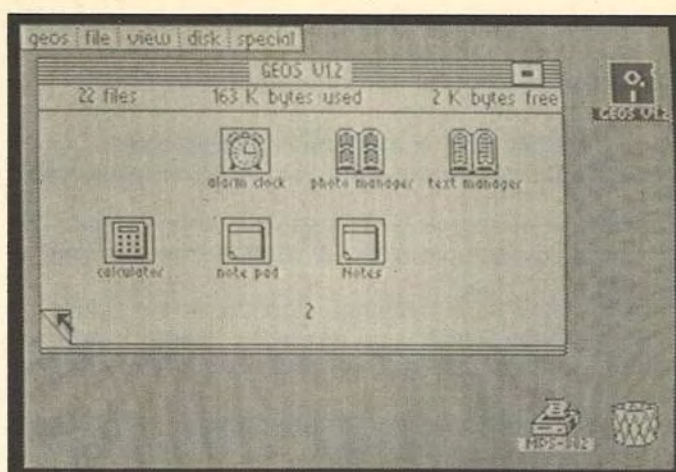 geos file view disk special
GEOS V1.2
22 files 163 K bytes used 2 K bytes free
GEOS V1.2
alarm clock photo manager text manager
calculator note pad Notes
2
MPS-802